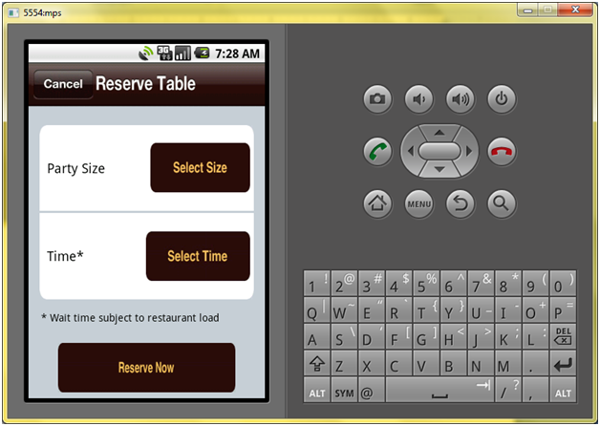 5554:mps
3G 7:28 AM
Cancel Reserve Table
Party Size Select Size
Time* Select Time
* Wait time subject to restaurant load
Reserve Now
MENU
1 ! 2 @ 3 # 4 $ 5 % 6 ^ 7 & 8 * 9 ( 0 )
Q | W ~ E " R ` T { Y } U _ I - O + P =
A S \ D ' F [ G ] H < J > K ; L : DEL
Z X C V B N M .
ALT SYM @ / ? , ALT